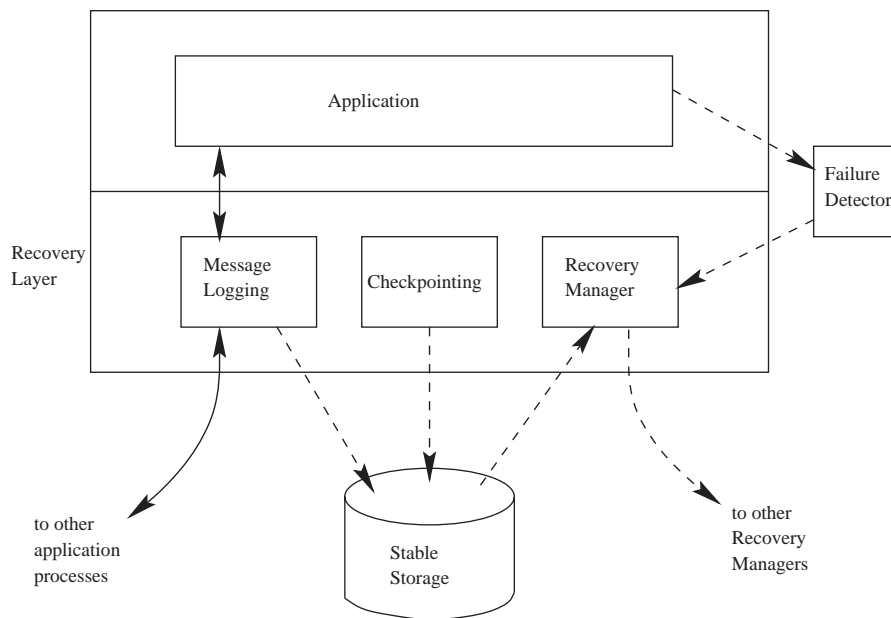 Application
Failure
Detector
Recovery
Layer
Message
Logging
Checkpointing
Recovery
Manager
to other
application
processes
Stable
Storage
to other
Recovery
Managers